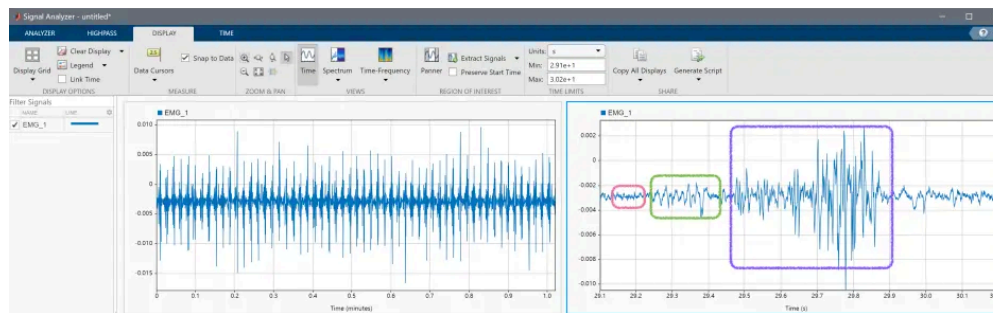 Signal Analyzer - untitled*
ANALYZER HIGHPASS DISPLAY TIME
Display Grid
Clear Display
Legend
Link Time
Data Cursors
Snap to Data
Time
Spectrum
Time-Frequency
Panner
Extract Signals
Preserve Start Time
Units: s
Min: 2.91e+1
Max: 3.02e+1
Copy All Displays
Generate Script
DISPLAY OPTIONS MEASURE ZOOM & PAN VIEWS REGION OF INTEREST TIME LIMITS SHARE
Filter Signals
NAME LINE
EMG_1
EMG_1
0.010
0.005
0
-0.005
-0.010
-0.015
0 0.1 0.2 0.3 0.4 0.5 0.6 0.7 0.8 0.9 1.0
Time (minutes)
EMG_1
0.002
0
-0.002
-0.004
-0.006
-0.008
-0.010
29.1 29.2 29.3 29.4 29.5 29.6 29.7 29.8 29.9 30.0 30.1
Time (s)